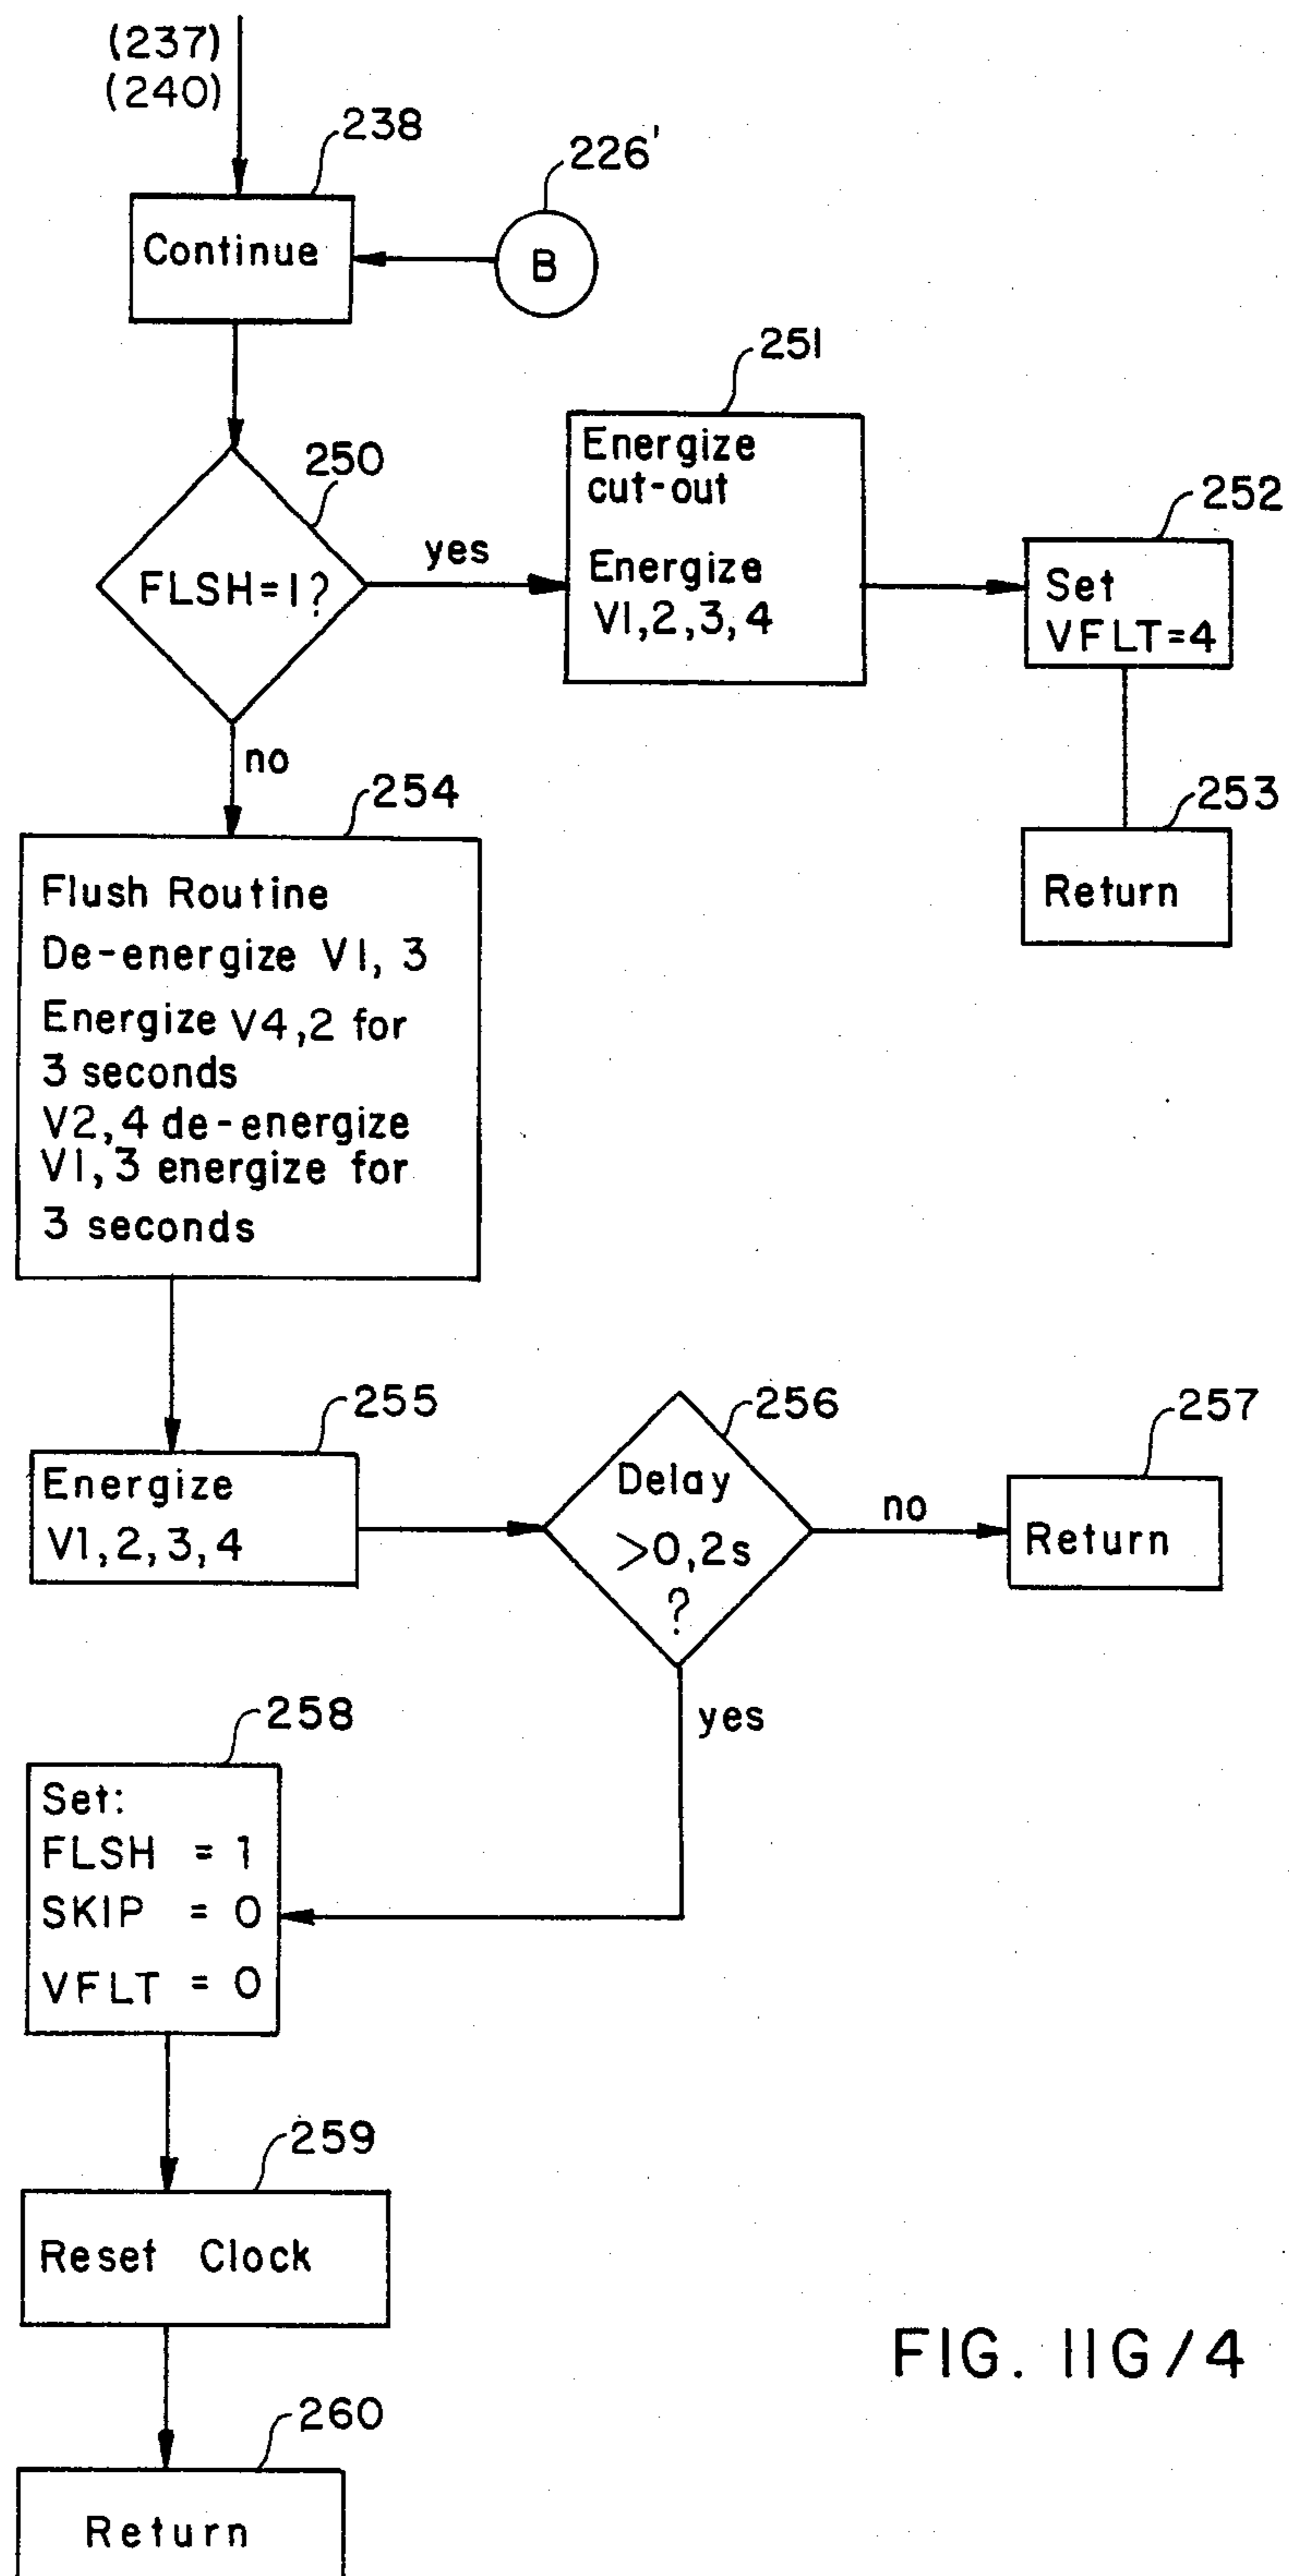 (237)
(240)
238
226'
Continue
B
251
250
Energize
cut-out
252
yes
FLSH=1?
Energize
V1,2,3,4
Set
VFLT=4
no
254
253
Flush Routine
Return
De-energize V1, 3
Energize V4,2 for
3 seconds
V2,4 de-energize
V1,3 energize for
3 seconds
255
256
257
Energize
V1,2,3,4
Delay
>0,2s
?
no
Return
258
yes
Set:
FLSH = 1
SKIP = 0
VFLT = 0
259
Reset Clock
FIG. 11G/4
260
Return